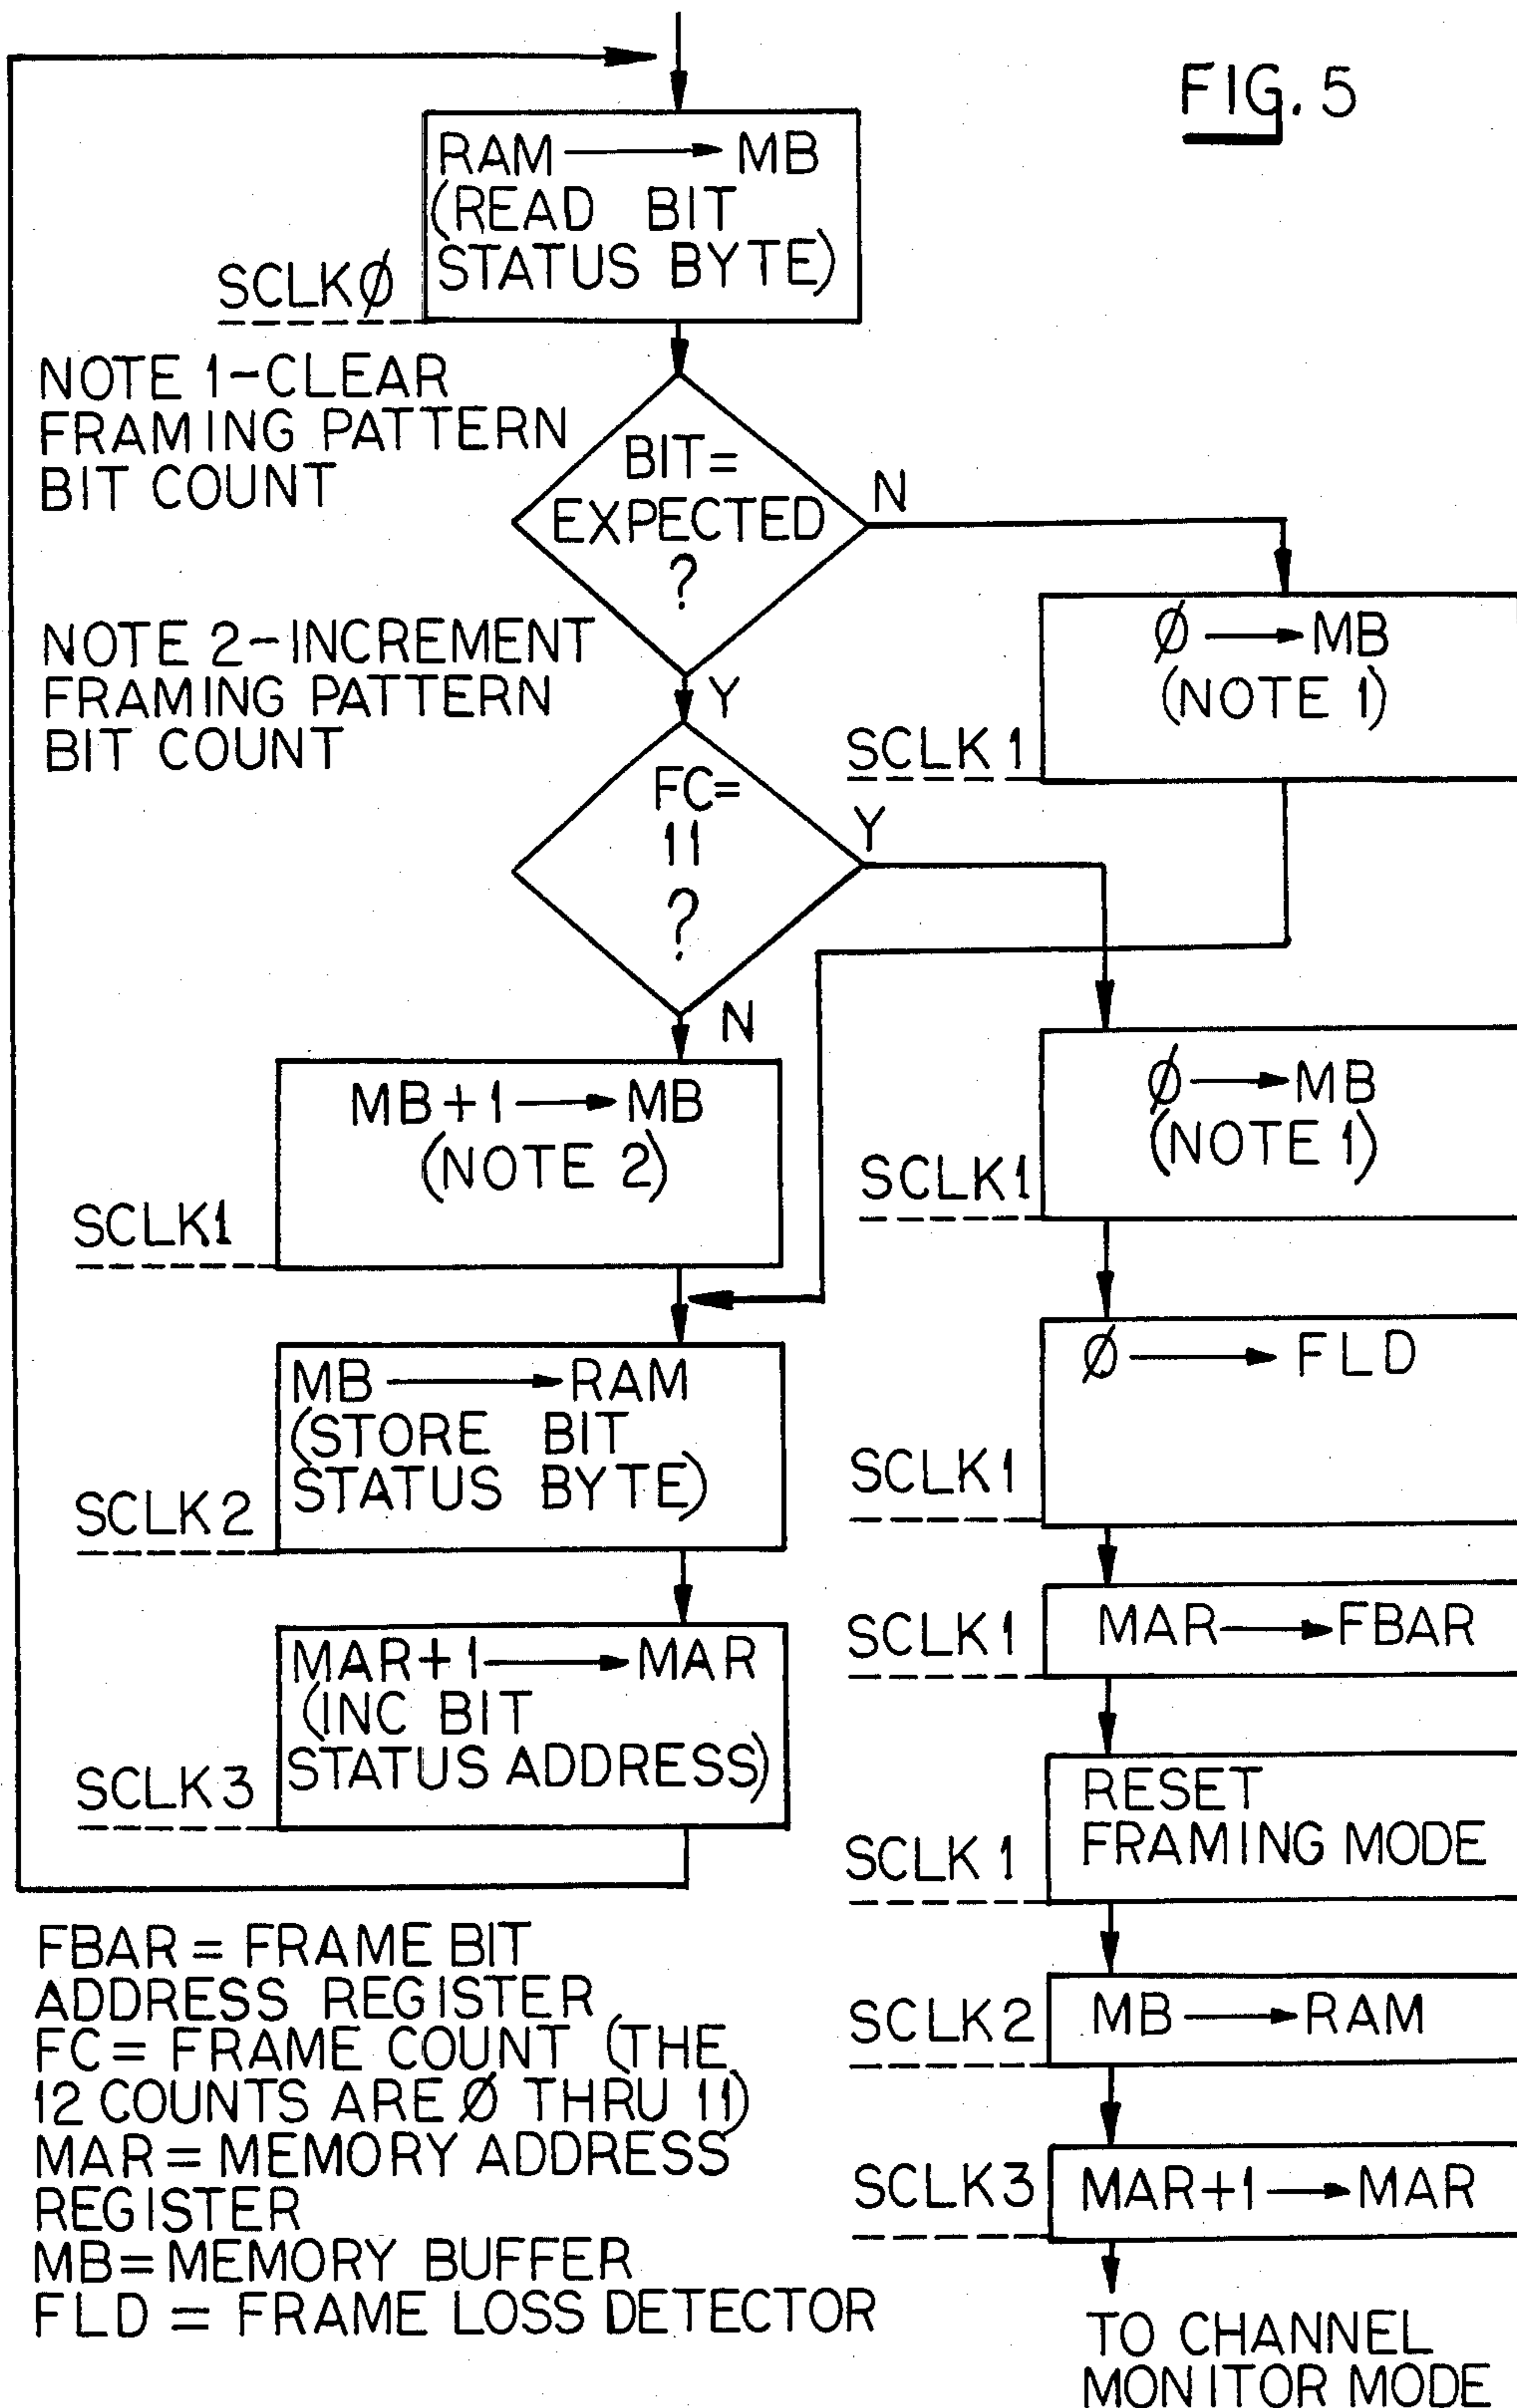 FIG. 5
RAM → MB
(READ BIT
STATUS BYTE)
SCLKØ
NOTE 1-CLEAR
FRAMING PATTERN
BIT COUNT
BIT=
EXPECTED
?
N
Y
NOTE 2-INCREMENT
FRAMING PATTERN
BIT COUNT
Ø → MB
(NOTE 1)
SCLK1
FC=
11
?
Y
N
MB+1 → MB
(NOTE 2)
SCLK1
Ø → MB
(NOTE 1)
SCLK1
MB → RAM
(STORE BIT
STATUS BYTE)
SCLK2
Ø → FLD
SCLK1
MAR+1 → MAR
(INC BIT
STATUS ADDRESS)
SCLK3
MAR → FBAR
SCLK1
RESET
FRAMING MODE
SCLK1
MB → RAM
SCLK2
MAR+1 → MAR
SCLK3
TO CHANNEL
MONITOR MODE
FBAR = FRAME BIT
ADDRESS REGISTER
FC= FRAME COUNT (THE
12 COUNTS ARE Ø THRU 11)
MAR = MEMORY ADDRESS
REGISTER
MB= MEMORY BUFFER
FLD = FRAME LOSS DETECTOR